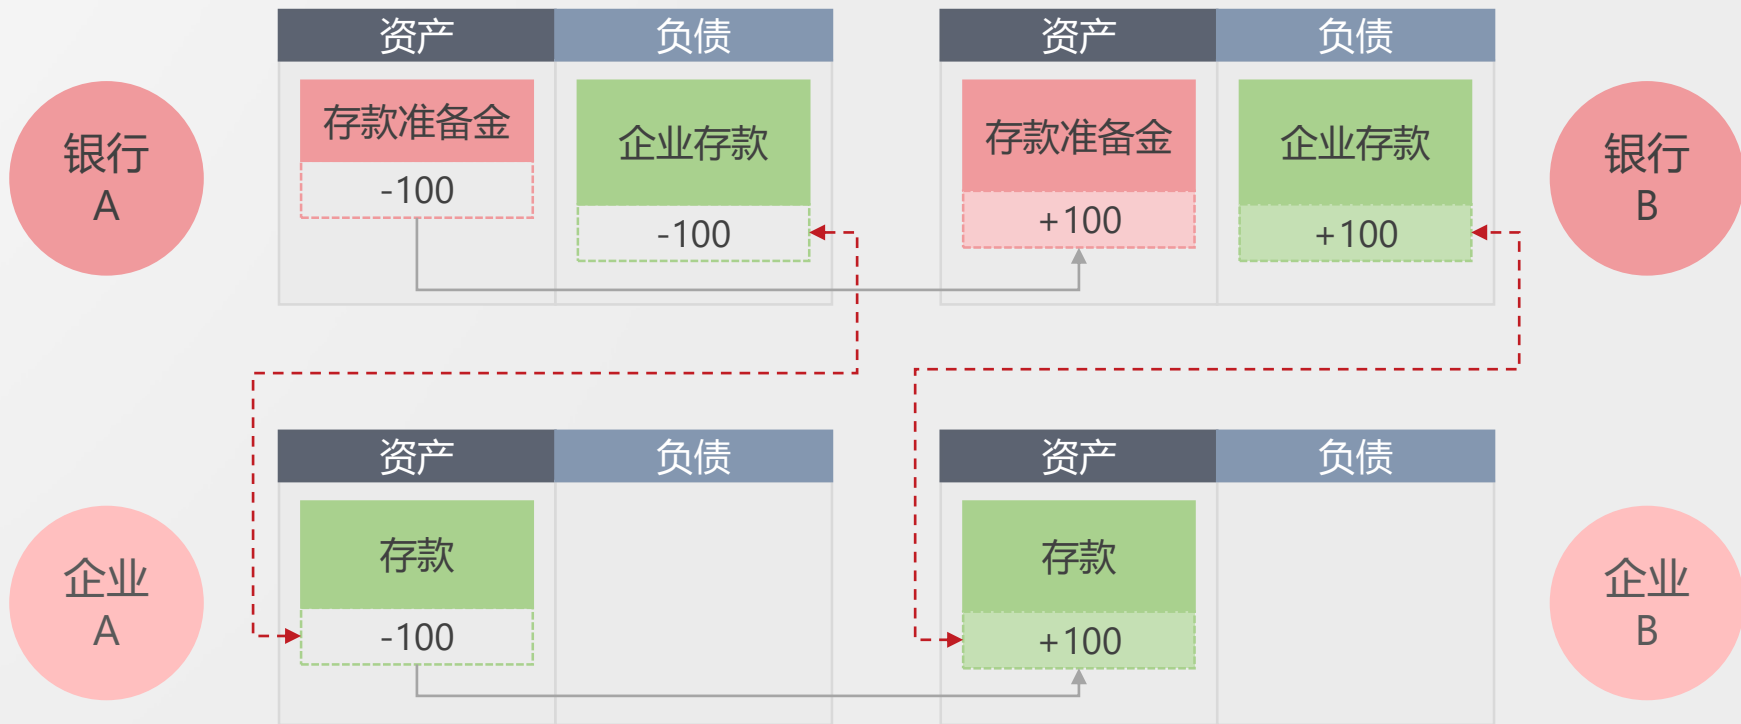 资产 负债 资产 负债
存款准备金 企业存款 存款准备金 企业存款
银行
A
-100 -100 +100 +100
银行
B
资产 负债 资产 负债
企业
A
存款 存款
-100 +100
企业
B